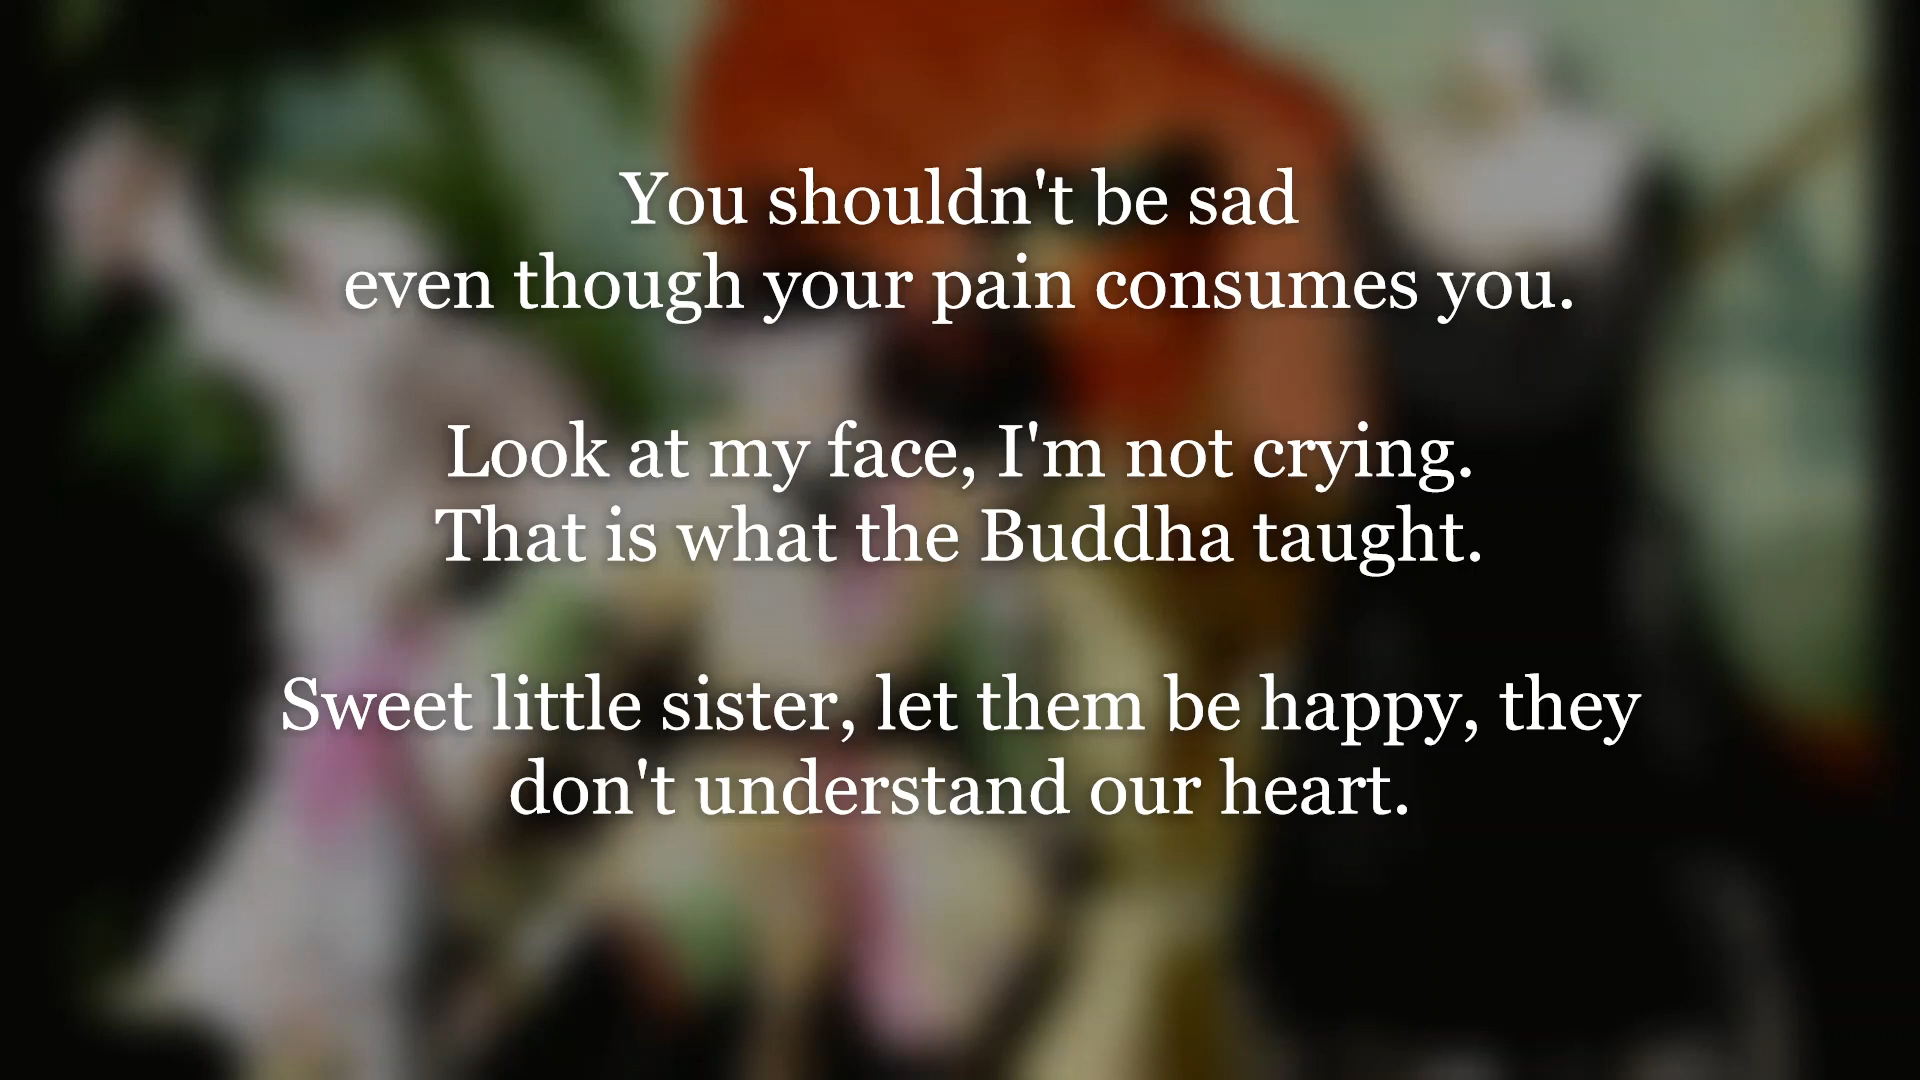 You shouldn't be sad
even though your pain consumes you.
Look at my face, I'm not crying.
That is what the Buddha taught.
Sweet little sister, let them be happy, they
don't understand our heart.